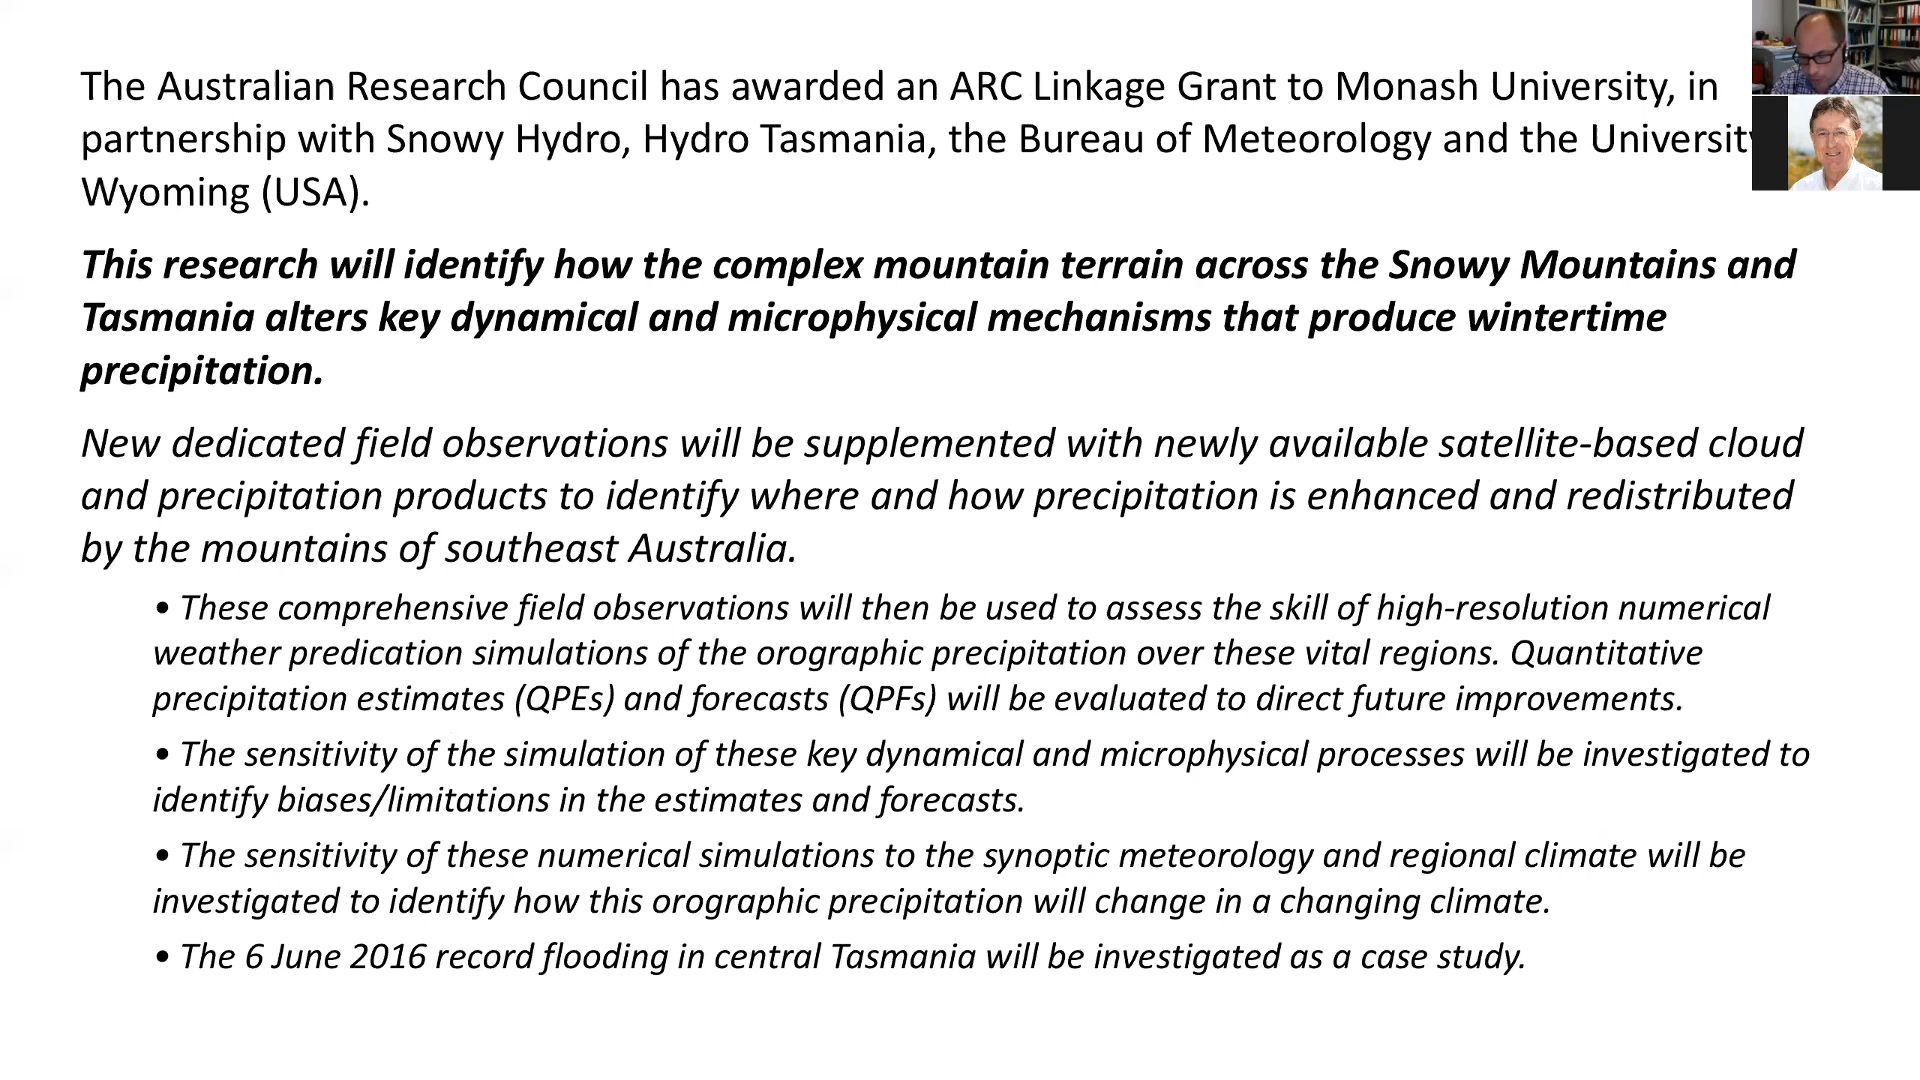 The Australian Research Council has awarded an ARC Linkage Grant to Monash University, in
partnership with Snowy Hydro, Hydro Tasmania, the Bureau of Meteorology and the
Wyoming (USA).
This research will identify how the complex mountain terrain across the Snowy Mountains and
Tasmania alters key dynamical and microphysical mechanisms that produce wintertime
precipitation.
New dedicated field observations will be supplemented with newly available satellite-based cloud
and precipitation products to identify where and how precipitation is enhanced and redistributed
by the mountains of southeast Australia.
• These comprehensive field observations will then be used to assess the skill of high-resolution numerical
weather predication simulations of the orographic precipitation over these vital regions. Quantitative
precipitation estimates (QPEs) and forecasts (QPFs) will be evaluated to direct future improvements.
• The sensitivity of the simulation of these key dynamical and microphysical processes will be investigated to
identify biases/limitations in the estimates and forecasts.
• The sensitivity of these numerical simulations to the synoptic meteorology and regional climate will be
investigated to identify how this orographic precipitation will change in a changing climate.
• The 6 June 2016 record flooding in central Tasmania will be investigated as a case study.